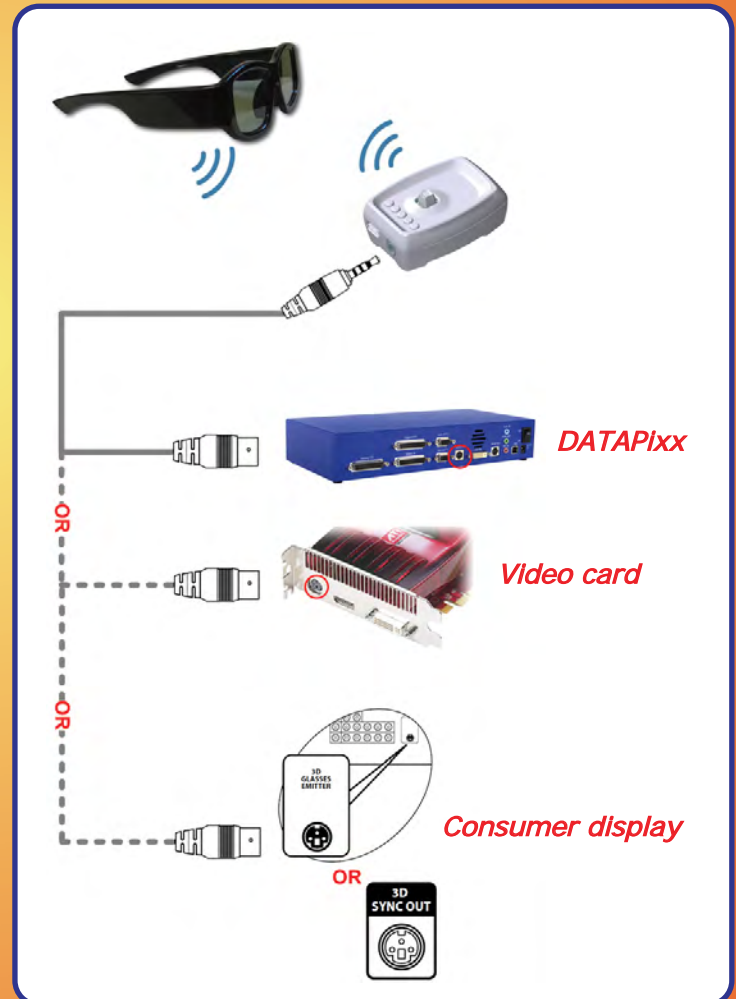 DATAPixx
OR
Video card
OR
3D
GLASSES
EMITTER
Consumer display
OR
3D
SYNC OUT